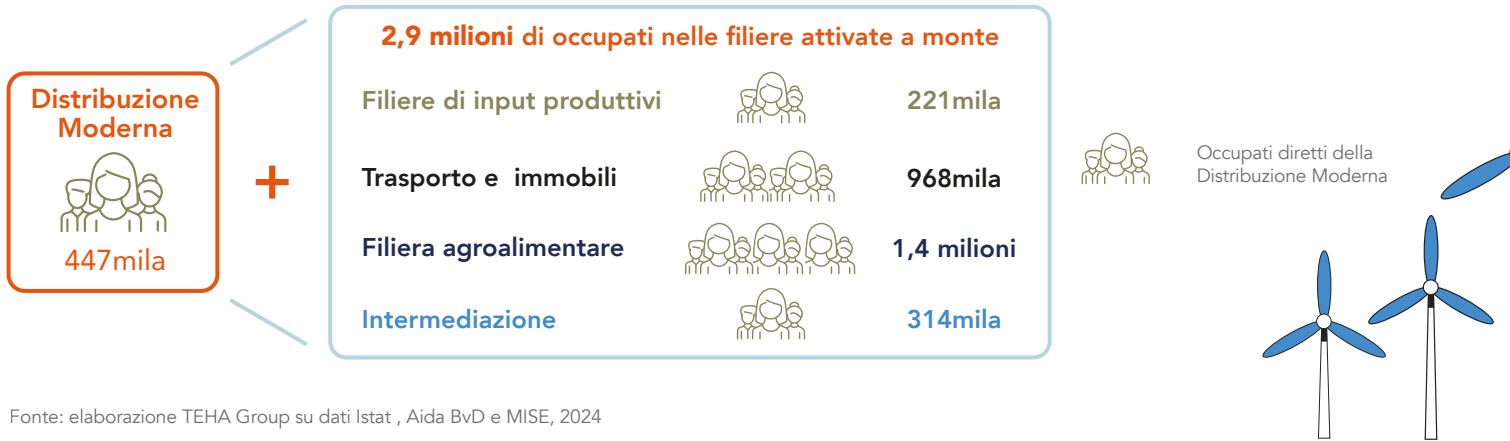 2,9 milioni di occupati nelle filiere attivate a monte
Distribuzione
Moderna
447mila
+
Filiere di input produttivi 221mila
Trasporto e immobili 968mila
Filiera agroalimentare 1,4 milioni
Intermediazione 314mila
Occupati diretti della
Distribuzione Moderna
Fonte: elaborazione TEHA Group su dati Istat , Aida BvD e MISE, 2024